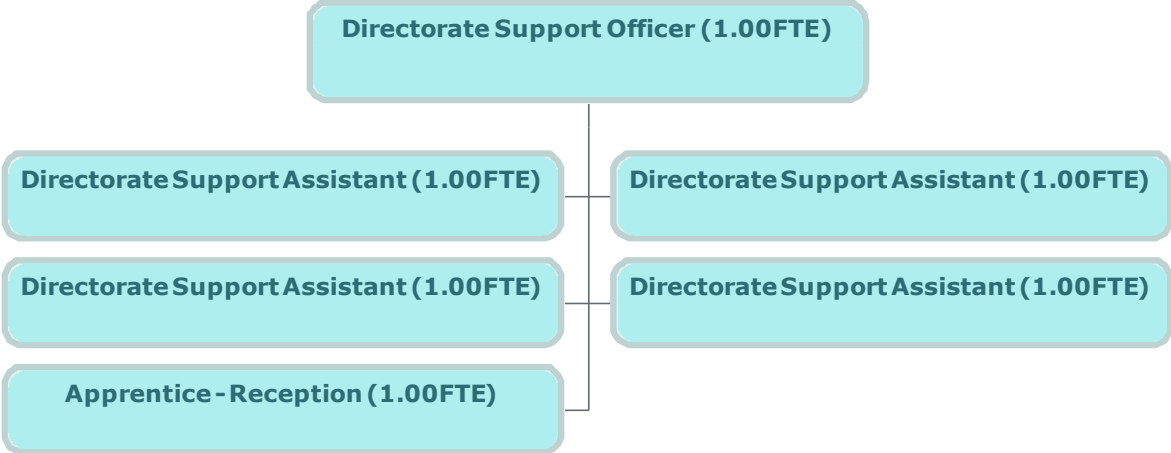 Directorate Support Officer (1.00FTE)
Directorate Support Assistant (1.00FTE)
Directorate Support Assistant (1.00FTE)
Directorate Support Assistant (1.00FTE)
Directorate Support Assistant (1.00FTE)
Apprentice - Reception (1.00FTE)